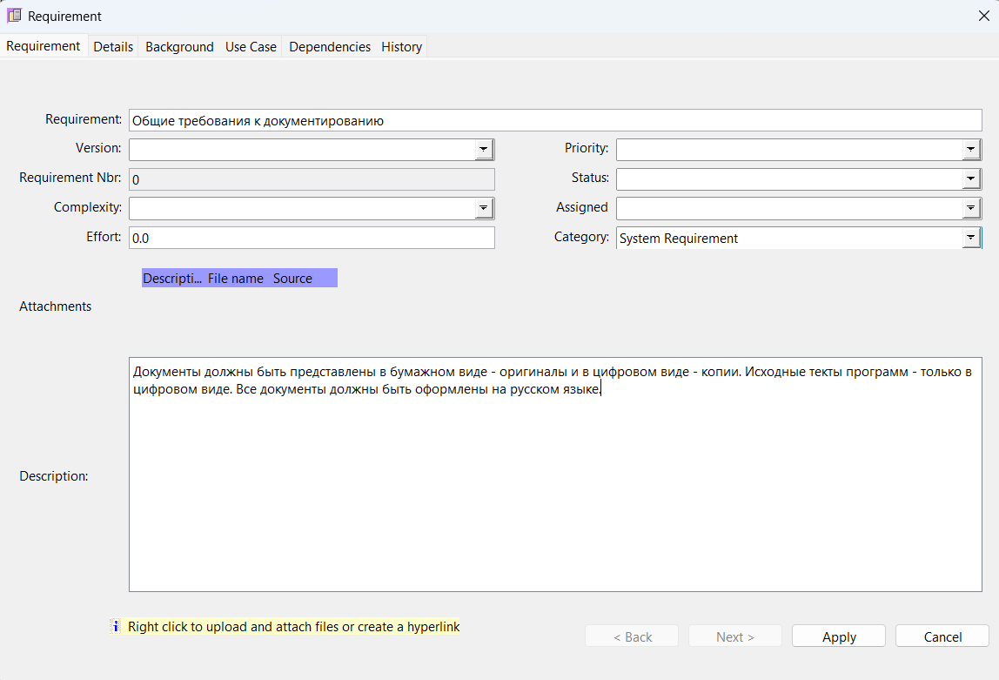 Requirement
Requirement Details Background Use Case Dependencies History
Requirement: Общие требования к документированию
Version: Priority:
Requirement Nbr: 0 Status:
Complexity: Assigned
Effort: 0.0 Category: System Requirement
Descripti... File name Source
Attachments
Документы должны быть представлены в бумажном виде - оригиналы и в цифровом виде - копии. Исходные текты программ - только в
цифровом виде. Все документы должны быть оформлены на русском языке.
Description:
Right click to upload and attach files or create a hyperlink
< Back Next > Apply Cancel